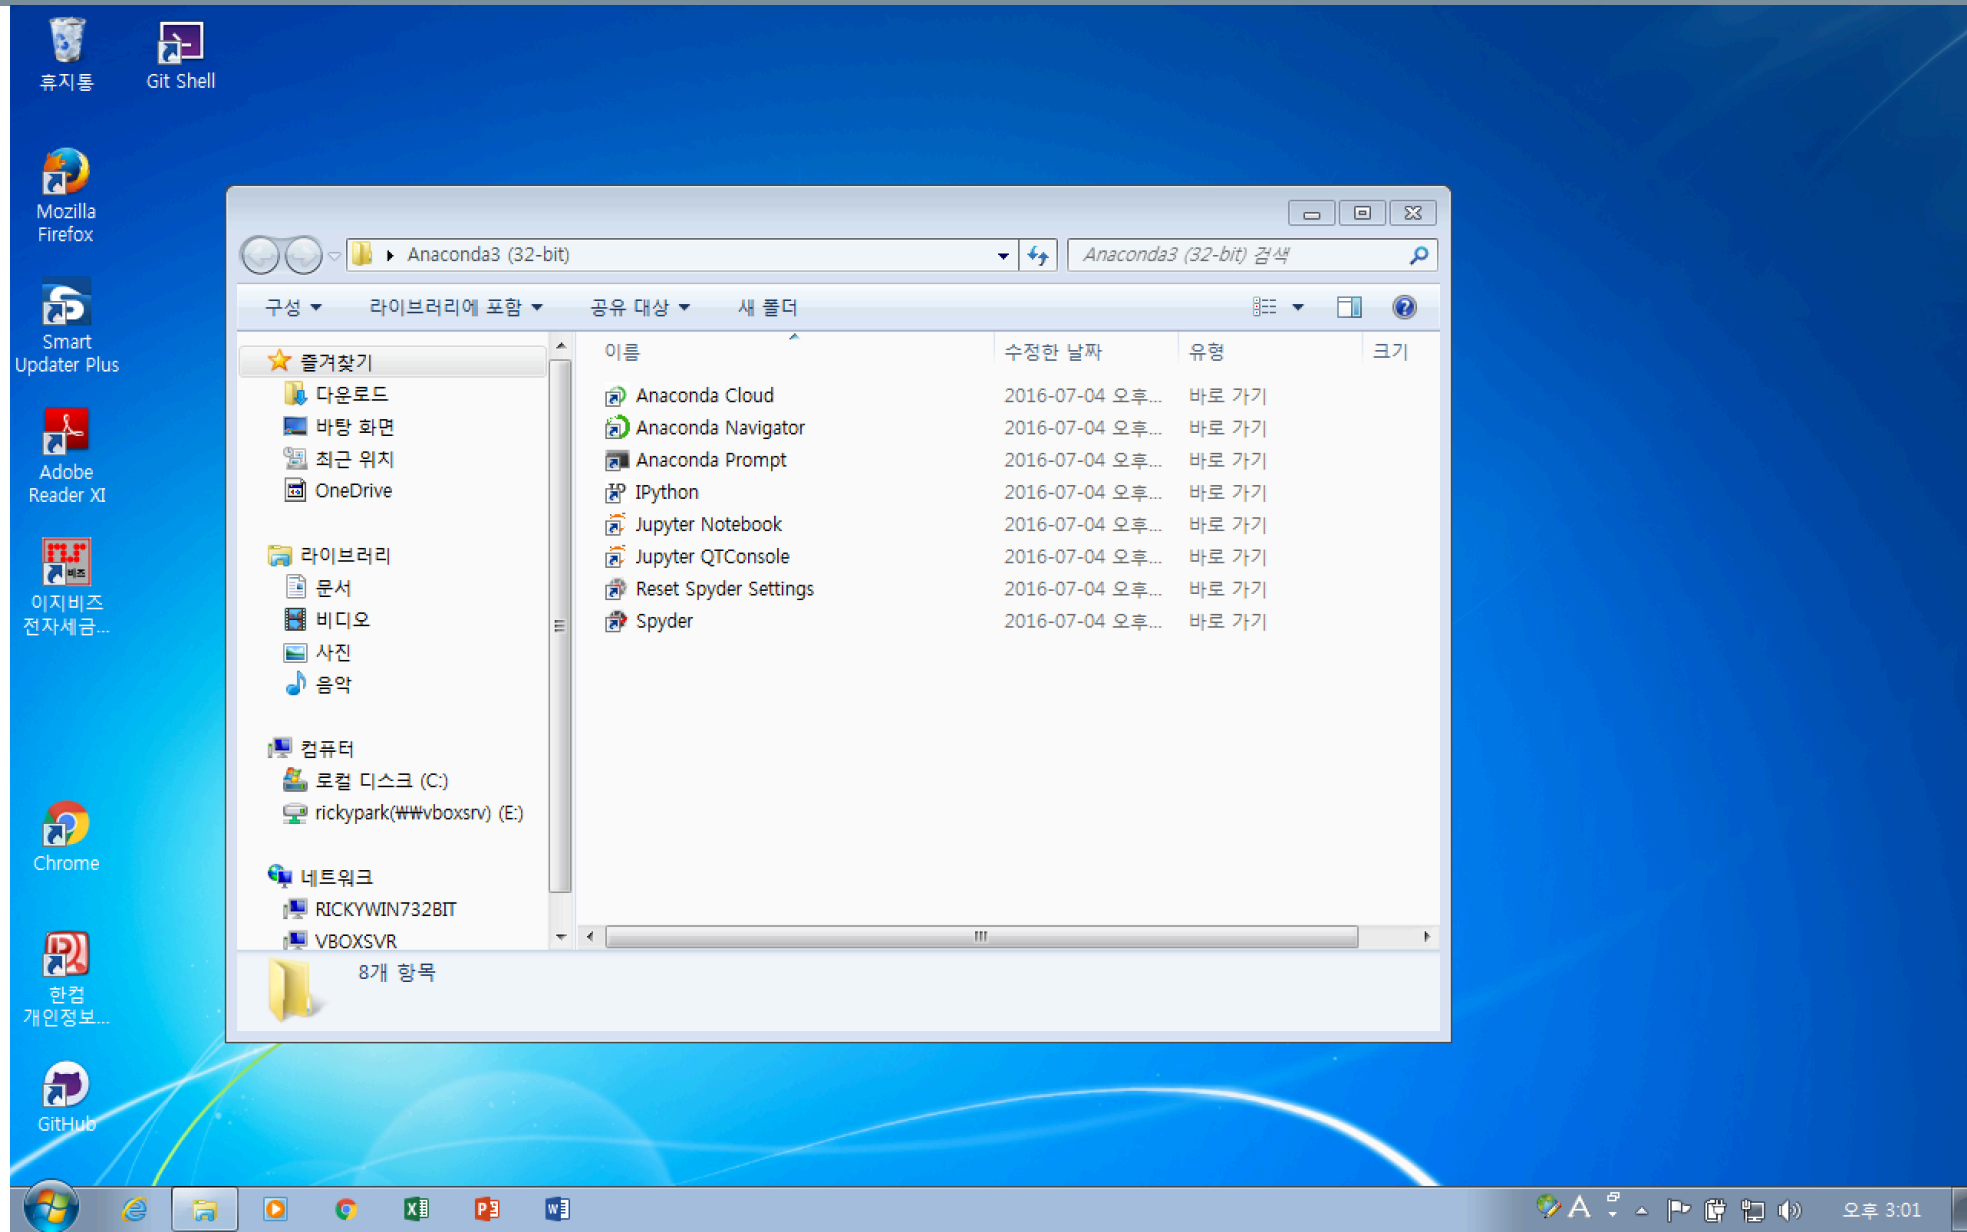 휴지통
Git Shell
Mozilla
Firefox
Smart
Updater Plus
Adobe
Reader XI
비즈
이지비즈
전자세금...
Chrome
한컴
개인정보...
GitHub
Anaconda3 (32-bit)
Anaconda3 (32-bit) 검색
구성
라이브러리에 포함
공유 대상
새 폴더
즐겨찾기
다운로드
바탕 화면
최근 위치
OneDrive
라이브러리
문서
비디오
사진
음악
컴퓨터
로컬 디스크 (C:)
rickypark(₩₩vboxsrv) (E:)
네트워크
RICKYWIN732BIT
VBOXSVR
이름 수정한 날짜 유형 크기
Anaconda Cloud 2016-07-04 오후... 바로 가기
Anaconda Navigator 2016-07-04 오후... 바로 가기
Anaconda Prompt 2016-07-04 오후... 바로 가기
IPython 2016-07-04 오후... 바로 가기
Jupyter Notebook 2016-07-04 오후... 바로 가기
Jupyter QTConsole 2016-07-04 오후... 바로 가기
Reset Spyder Settings 2016-07-04 오후... 바로 가기
Spyder 2016-07-04 오후... 바로 가기
8개 항목
A
오후 3:01